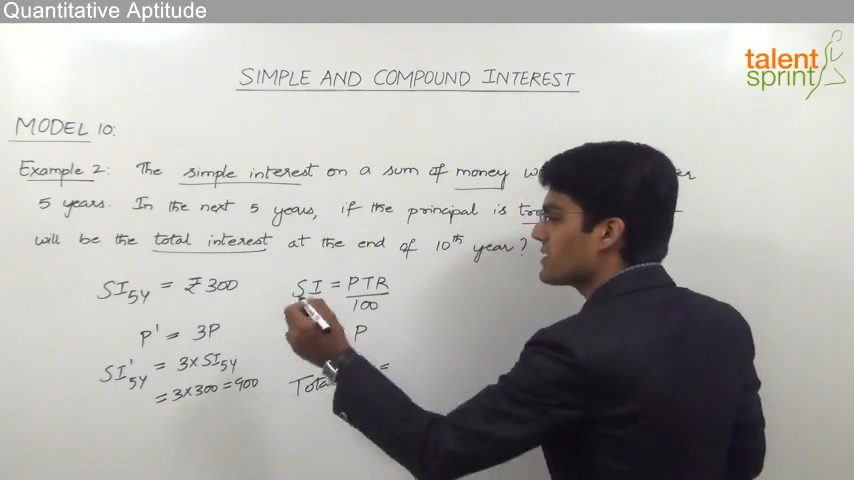 Quantitative Aptitude
talent
sprint
SIMPLE AND COMPOUND INTEREST
MODEL 10:
Example 2: The simple interest on a sum of money
5 years. In the next 5 years, if the principal is
will be the total interest at the end of 10th year?
SI5Y = ₹300
SI = PTR
100
P' = 3P
P
SI'5Y = 3×SI5Y
= 3×300 = 900
=